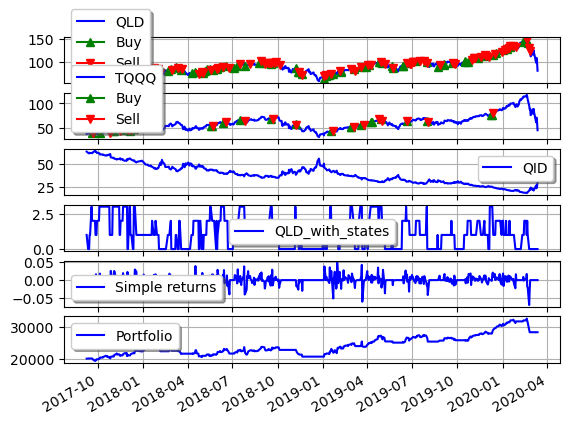 QLD
Buy
Sell
150
100
TQQQ
Buy
Sell
100
50
QID
50
25
QLD_with_states
2.5
0.0
Simple returns
0.05
0.00
−0.05
Portfolio
30000
20000
2017-10
2018-01
2018-04
2018-07
2018-10
2019-01
2019-04
2019-07
2019-10
2020-01
2020-04